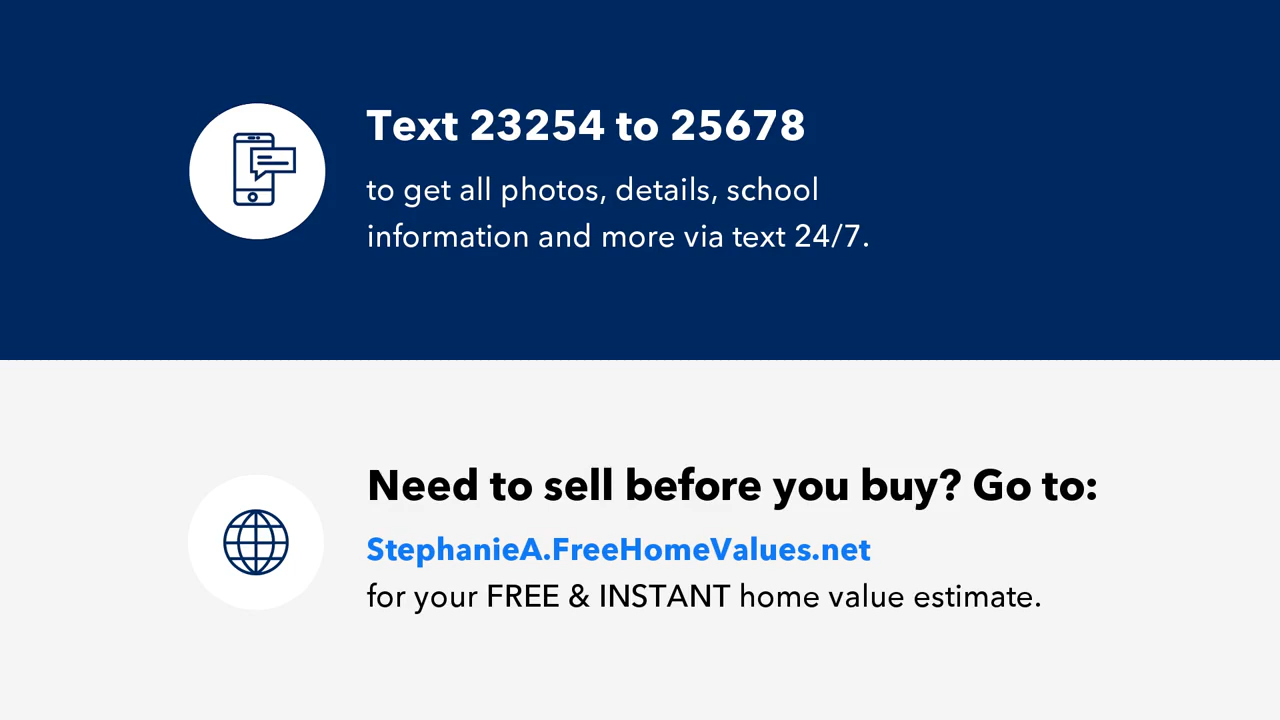 Text 23254 to 25678
to get all photos, details, school
information and more via text 24/7.
Need to sell before you buy? Go to:
StephanieA.FreeHomeValues.net
for your FREE & INSTANT home value estimate.